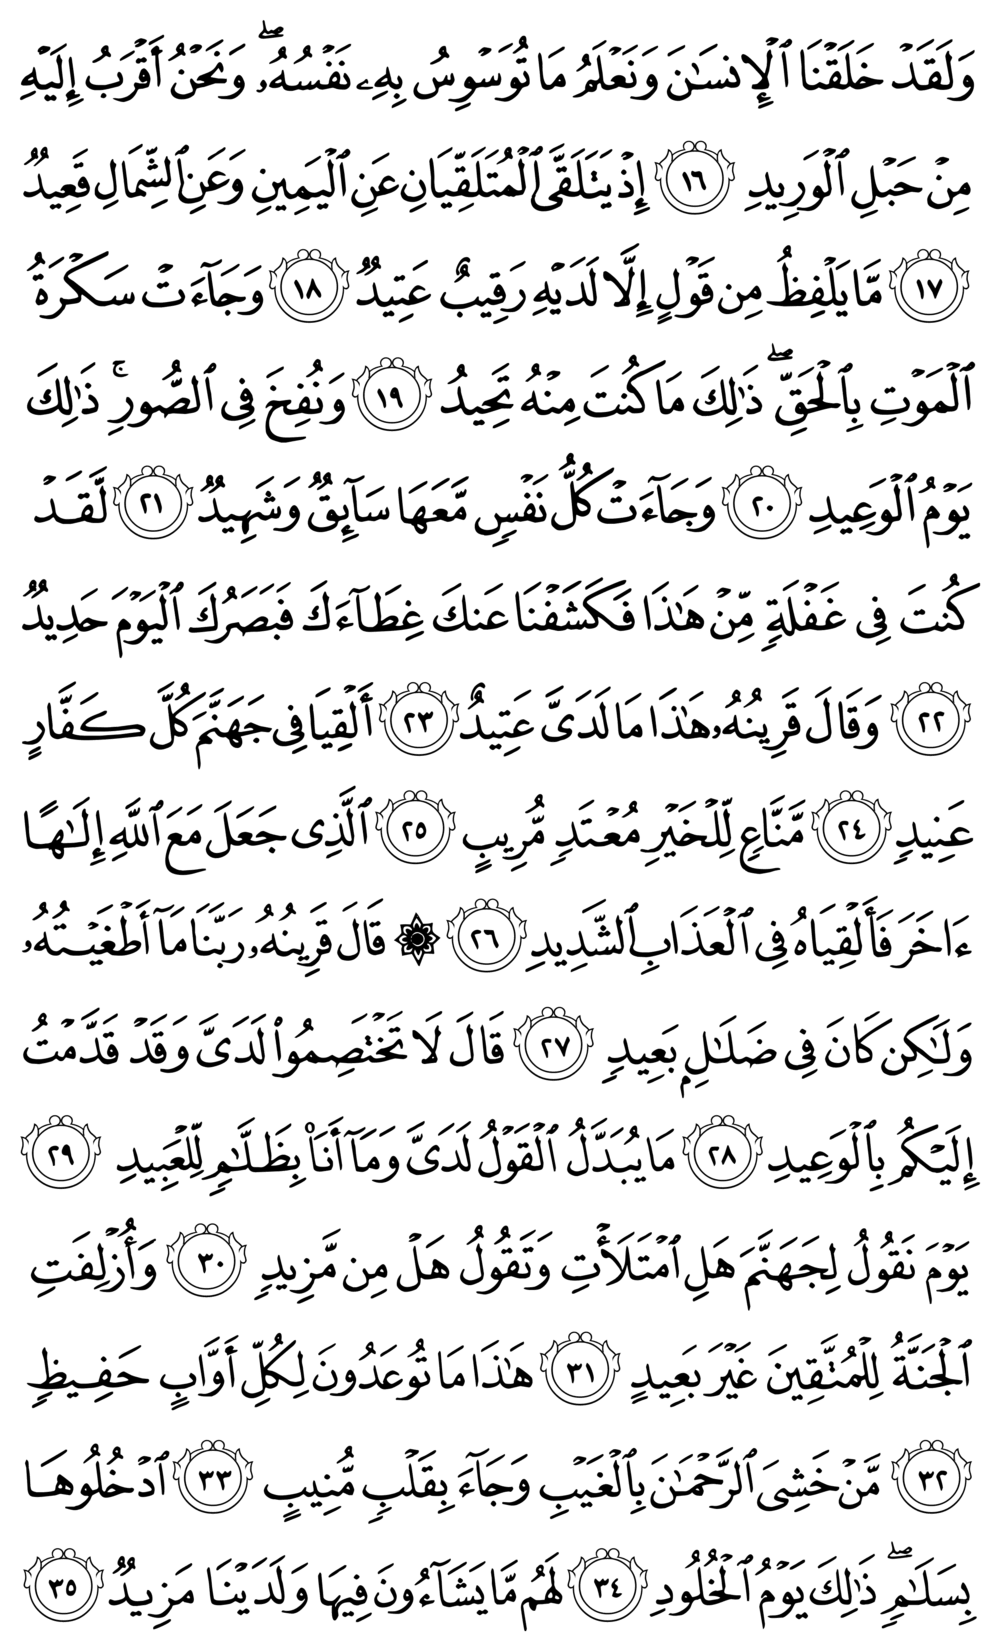 وَلَقَدْ خَلَقْنَا ٱلْإِنسَٰنَ وَنَعْلَمُ مَا تُوَسْوِسُ بِهِۦ نَفْسُهُۥ ۖ وَنَحْنُ أَقْرَبُ إِلَيْهِ
مِنْ حَبْلِ ٱلْوَرِيدِ ١٦ إِذْ يَتَلَقَّى ٱلْمُتَلَقِّيَانِ عَنِ ٱلْيَمِينِ وَعَنِ ٱلشِّمَالِ قَعِيدٌ
١٧ مَّا يَلْفِظُ مِن قَوْلٍ إِلَّا لَدَيْهِ رَقِيبٌ عَتِيدٌ ١٨ وَجَآءَتْ سَكْرَةُ
ٱلْمَوْتِ بِٱلْحَقِّ ۖ ذَٰلِكَ مَا كُنتَ مِنْهُ تَحِيدُ ١٩ وَنُفِخَ فِى ٱلصُّورِ ۚ ذَٰلِكَ
يَوْمُ ٱلْوَعِيدِ ٢٠ وَجَآءَتْ كُلُّ نَفْسٍ مَّعَهَا سَآئِقٌ وَشَهِيدٌ ٢١ لَّقَدْ
كُنتَ فِى غَفْلَةٍ مِّنْ هَٰذَا فَكَشَفْنَا عَنكَ غِطَآءَكَ فَبَصَرُكَ ٱلْيَوْمَ حَدِيدٌ
٢٢ وَقَالَ قَرِينُهُۥ هَٰذَا مَا لَدَىَّ عَتِيدٌ ٢٣ أَلْقِيَا فِى جَهَنَّمَ كُلَّ كَفَّارٍ
عَنِيدٍ ٢٤ مَّنَّاعٍ لِّلْخَيْرِ مُعْتَدٍ مُّرِيبٍ ٢٥ ٱلَّذِى جَعَلَ مَعَ ٱللَّهِ إِلَٰهًا
ءَاخَرَ فَأَلْقِيَاهُ فِى ٱلْعَذَابِ ٱلشَّدِيدِ ٢٦ ۞ قَالَ قَرِينُهُۥ رَبَّنَا مَآ أَطْغَيْتُهُۥ
وَلَٰكِن كَانَ فِى ضَلَٰلٍۭ بَعِيدٍ ٢٧ قَالَ لَا تَخْتَصِمُوا۟ لَدَىَّ وَقَدْ قَدَّمْتُ
إِلَيْكُم بِٱلْوَعِيدِ ٢٨ مَا يُبَدَّلُ ٱلْقَوْلُ لَدَىَّ وَمَآ أَنَا۠ بِظَلَّٰمٍ لِّلْعَبِيدِ ٢٩
يَوْمَ نَقُولُ لِجَهَنَّمَ هَلِ ٱمْتَلَأْتِ وَتَقُولُ هَلْ مِن مَّزِيدٍ ٣٠ وَأُزْلِفَتِ
ٱلْجَنَّةُ لِلْمُتَّقِينَ غَيْرَ بَعِيدٍ ٣١ هَٰذَا مَا تُوعَدُونَ لِكُلِّ أَوَّابٍ حَفِيظٍ
٣٢ مَّنْ خَشِىَ ٱلرَّحْمَٰنَ بِٱلْغَيْبِ وَجَآءَ بِقَلْبٍ مُّنِيبٍ ٣٣ ٱدْخُلُوهَا
بِسَلَٰمٍ ۖ ذَٰلِكَ يَوْمُ ٱلْخُلُودِ ٣٤ لَهُم مَّا يَشَآءُونَ فِيهَا وَلَدَيْنَا مَزِيدٌ ٣٥